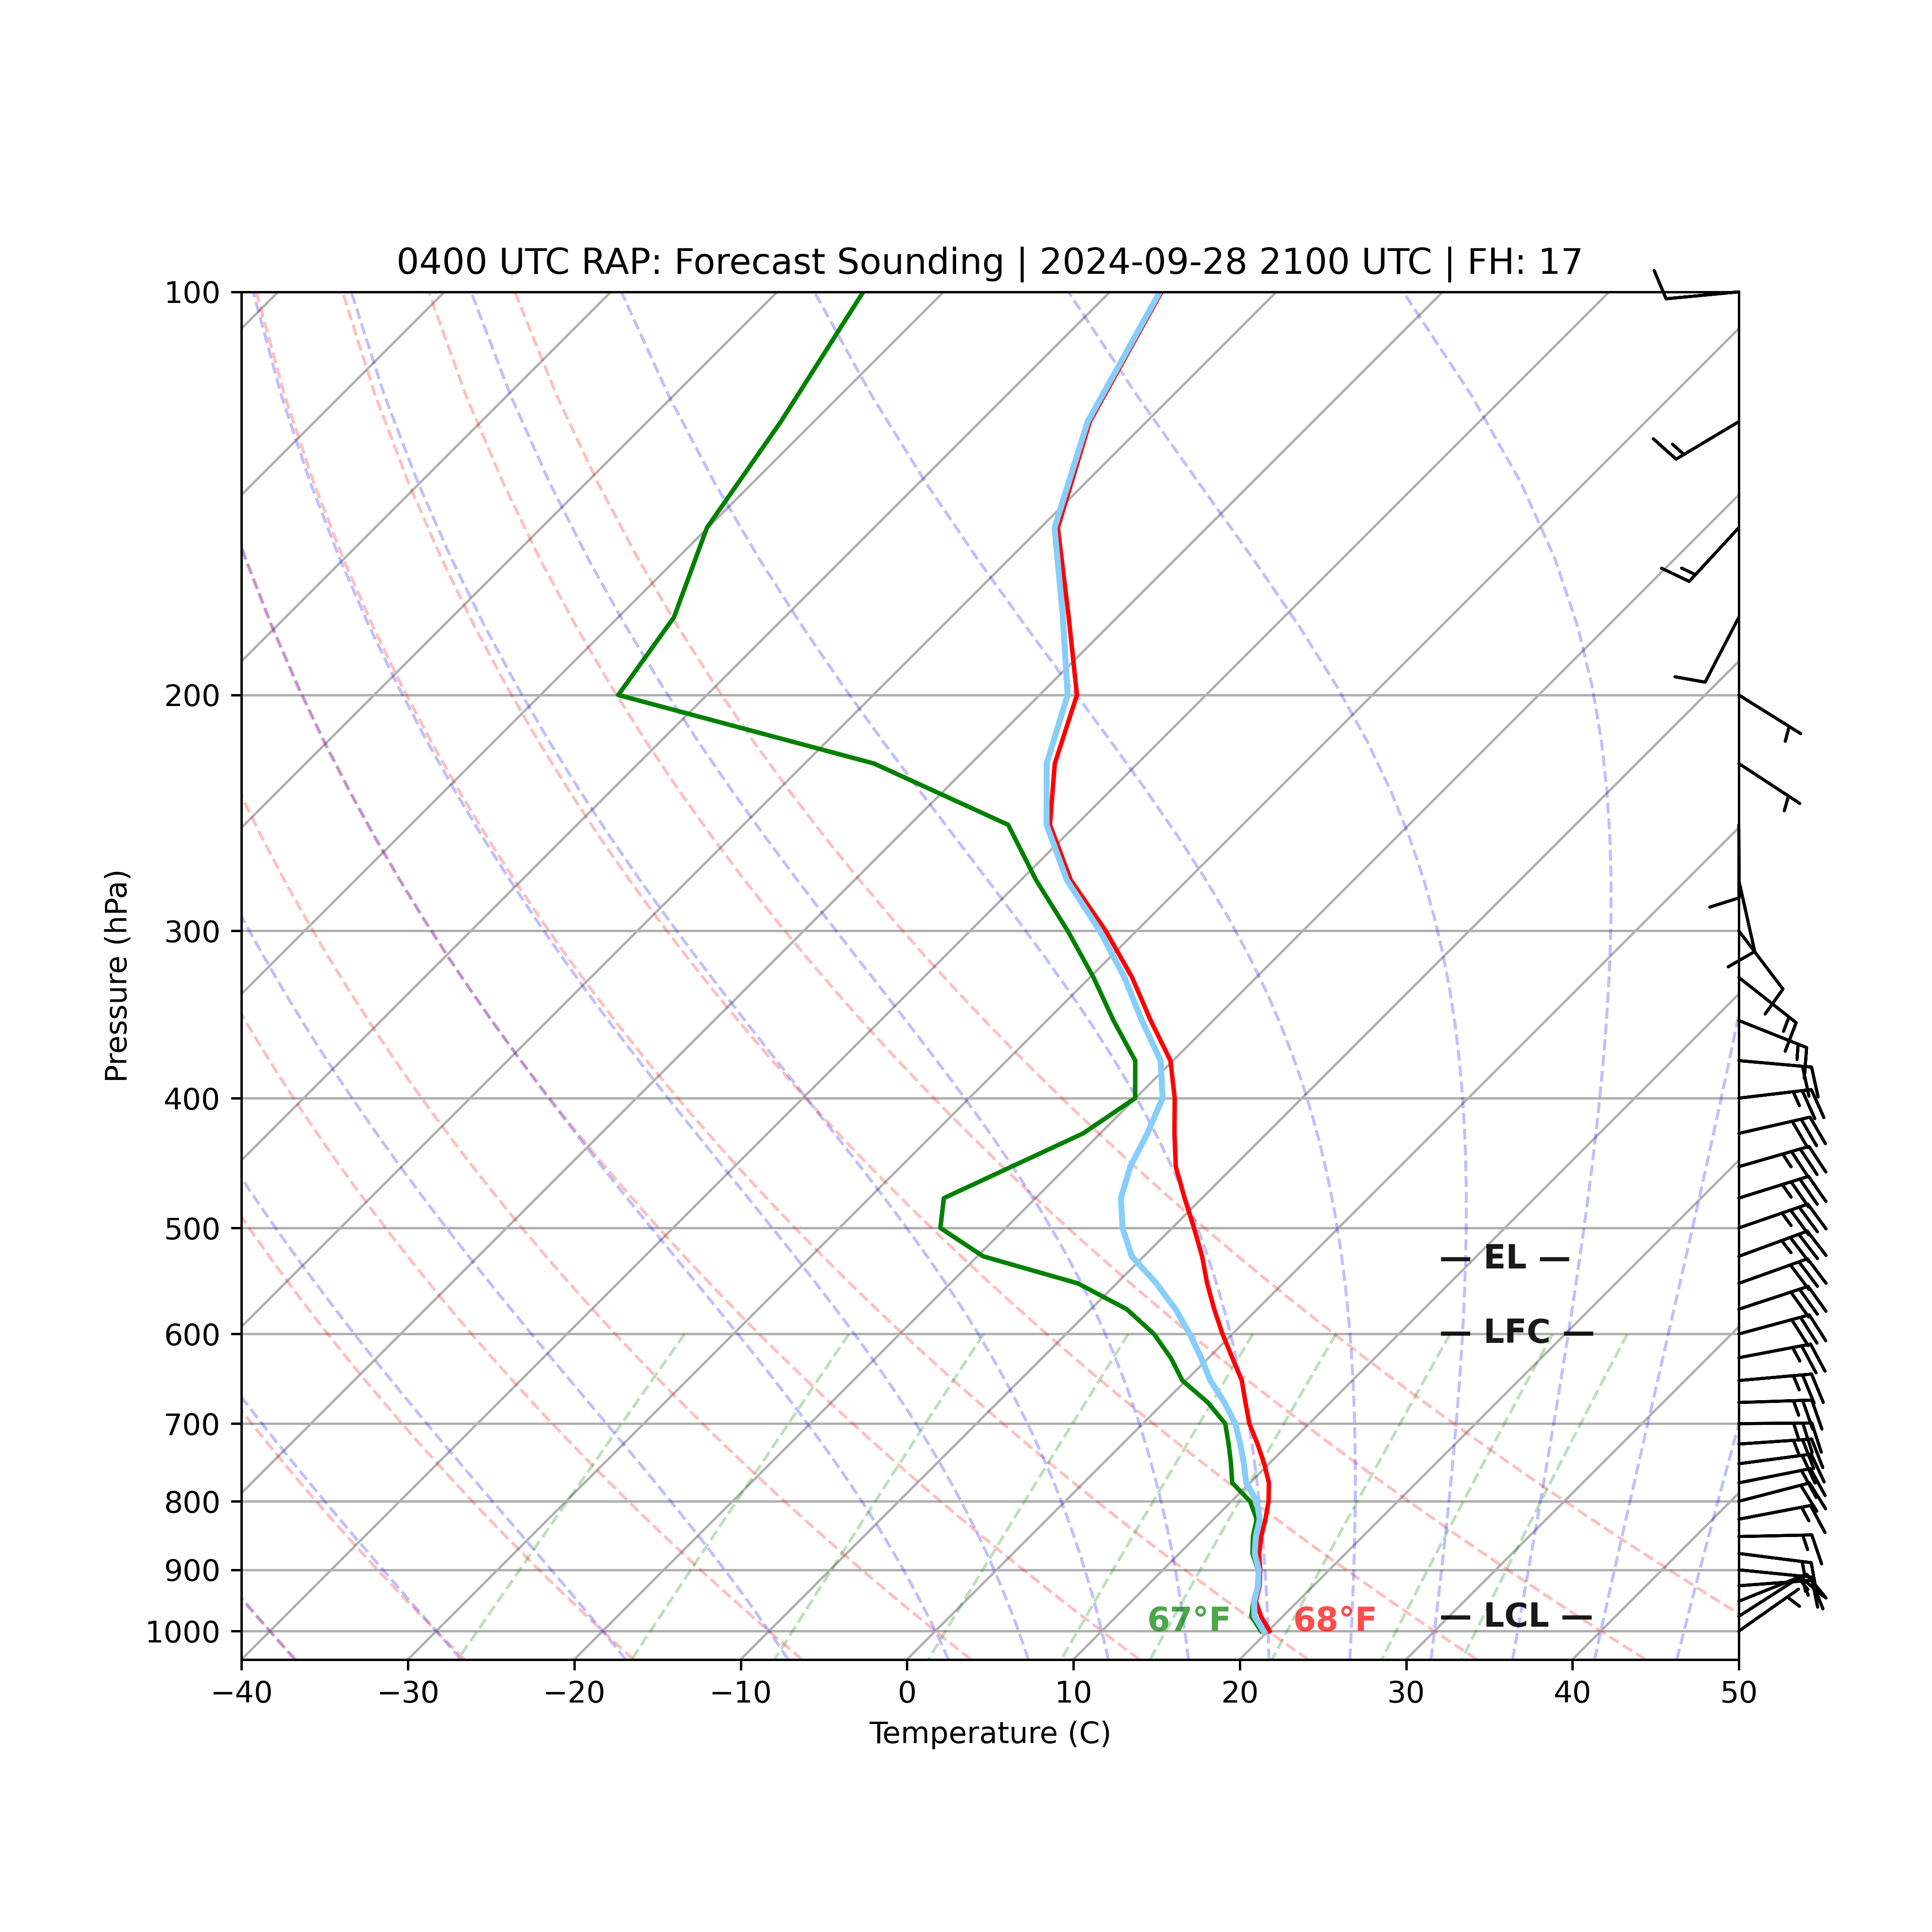 0400 UTC RAP: Forecast Sounding | 2024-09-28 2100 UTC | FH: 17
100
200
300
400
500
600
700
800
900
1000
Pressure (hPa)
— EL —
— LFC —
— LCL —
67°F
68°F
−40
−30
−20
−10
0
10
20
30
40
50
Temperature (C)